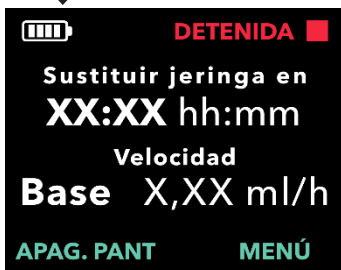 DETENIDA
Sustituir jeringa en
XX:XX hh:mm
Velocidad
Base X,XX ml/h
APAG. PANT MENÚ